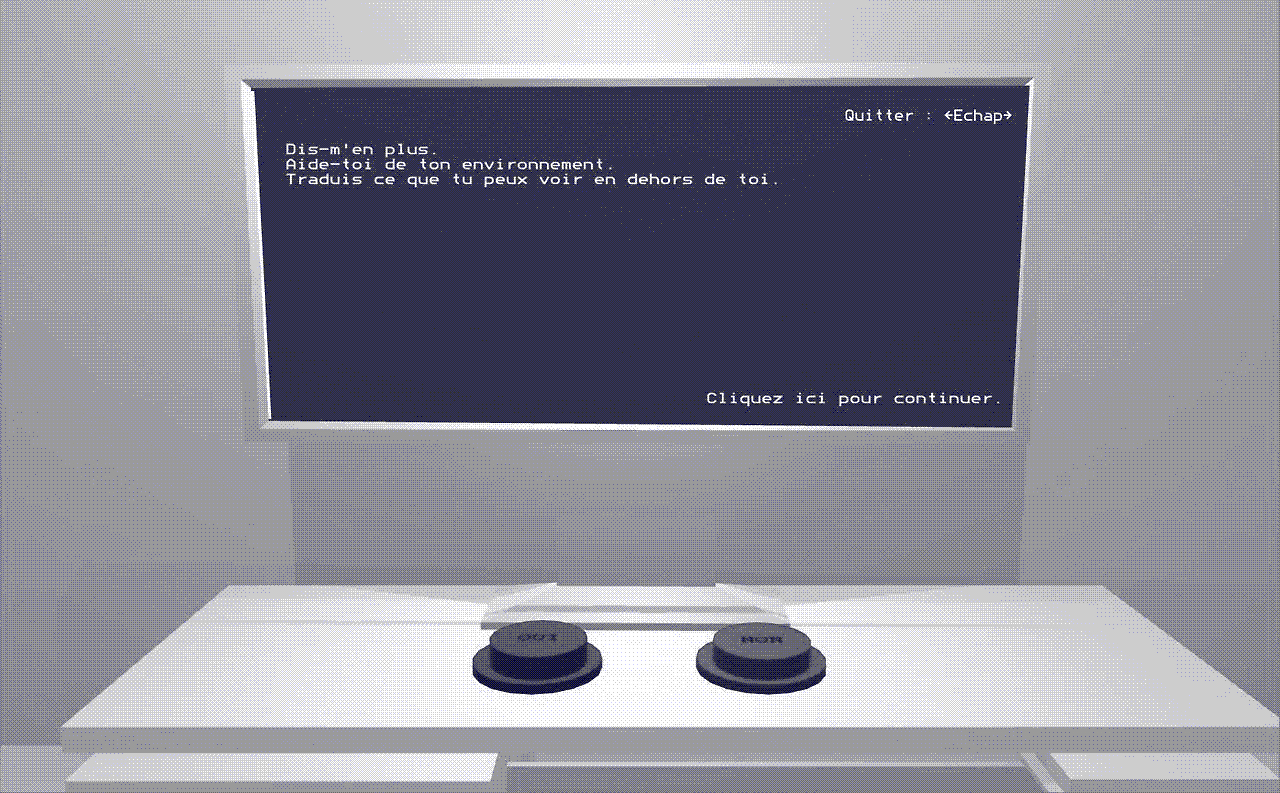 Quitter : ←Echap→
Dis-m'en plus.
Aide-toi de ton environnement.
Traduis ce que tu peux voir en dehors de toi.
Cliquez ici pour continuer.
OUI
NON